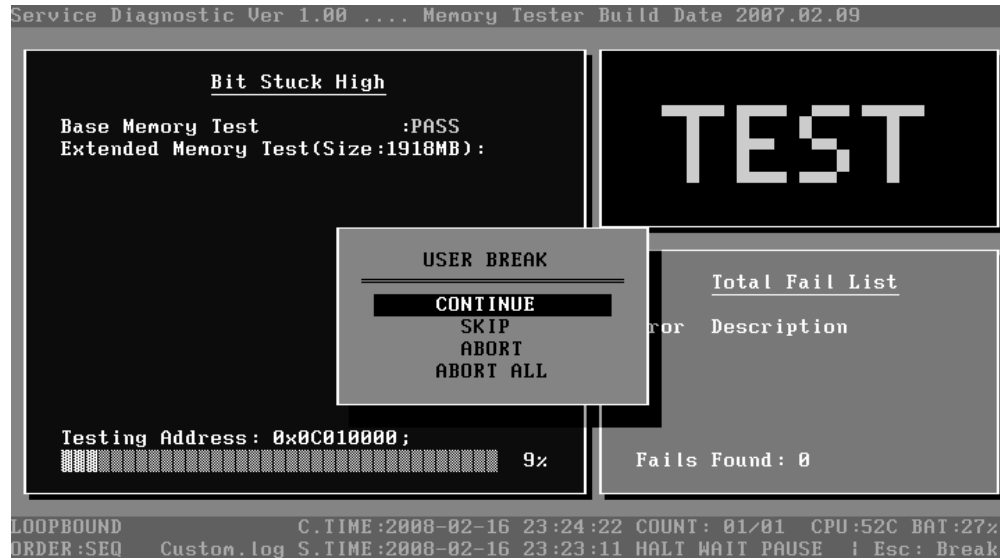 Service Diagnostic Ver 1.00 .... Memory Tester Build Date 2007.02.09
Bit Stuck High
Base Memory Test :PASS
Extended Memory Test(Size:1918MB):
TEST
USER BREAK
CONTINUE
SKIP
ABORT
ABORT ALL
Total Fail List
ror Description
Testing Address: 0x0C010000;
9%
Fails Found: 0
LOOPBOUND C.TIME:2008-02-16 23:24:22 COUNT: 01/01 CPU:52C BAT:27%
ORDER:SEQ Custom.log S.TIME:2008-02-16 23:23:11 HALT WAIT PAUSE ¦ Esc: Break